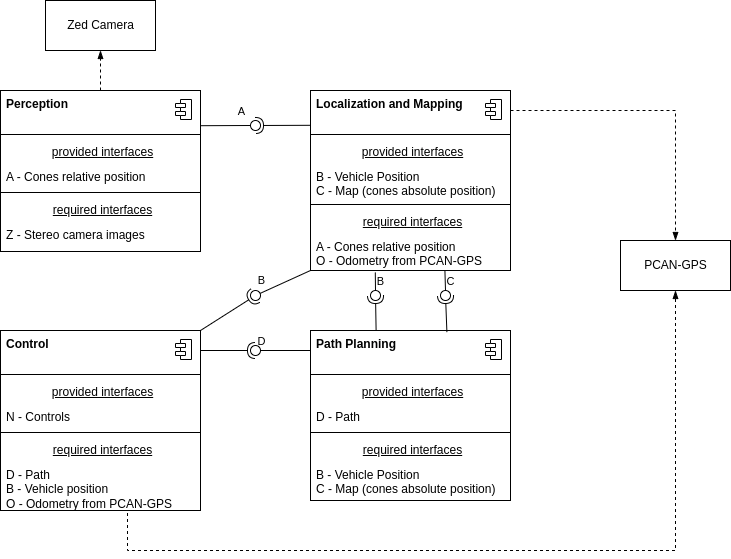 Zed Camera
Perception
provided interfaces
A - Cones relative position
required interfaces
Z - Stereo camera images
A
Localization and Mapping
provided interfaces
B - Vehicle Position
C - Map (cones absolute position)
required interfaces
A - Cones relative position
O - Odometry from PCAN-GPS
PCAN-GPS
B
B
C
D
Control
provided interfaces
N - Controls
required interfaces
D - Path
B - Vehicle position
O - Odometry from PCAN-GPS
Path Planning
provided interfaces
D - Path
required interfaces
B - Vehicle Position
C - Map (cones absolute position)